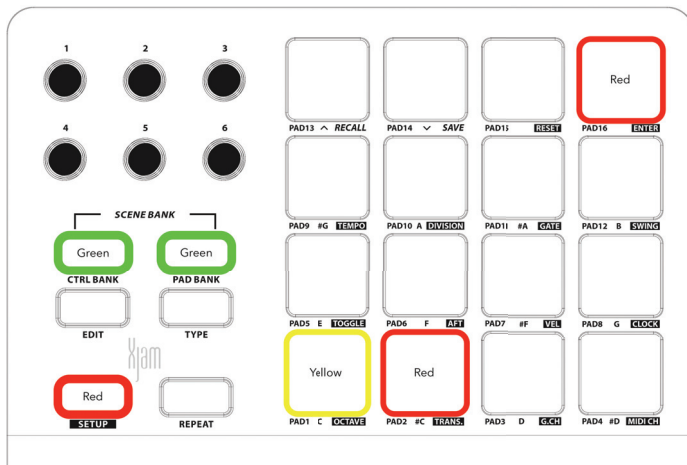 1 2 3
Red
PAD13 ^ RECALL PAD14 ⌄ SAVE PAD15 RESET PAD16 ENTER
4 5 6
PAD9 #G TEMPO PAD10 A DIVISION PAD11 #A GATE PAD12 B SWING
SCENE BANK
Green Green
CTRL BANK PAD BANK
EDIT TYPE
PAD5 E TOGGLE PAD6 F AFT PAD7 #F VEL PAD8 G CLOCK
Xjam
Yellow Red
Red
SETUP REPEAT
PAD1 C OCTAVE PAD2 #C TRANS. PAD3 D G.CH PAD4 #D MIDI CH